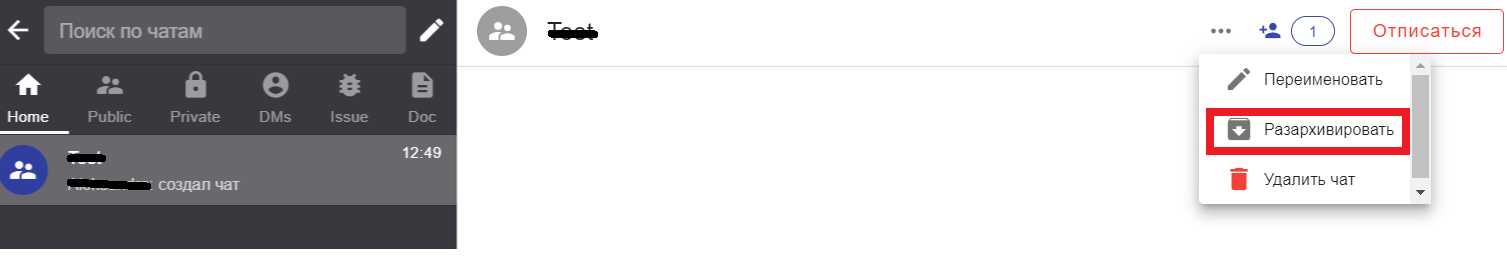 Поиск по чатам
Home
Public
Private
DMs
Issue
Doc
12:49
создал чат
1
Отписаться
Переименовать
Разархивировать
Удалить чат